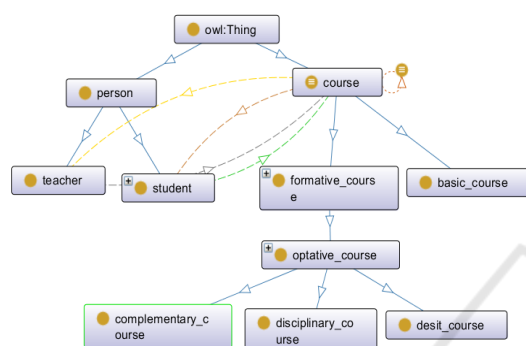 owl:Thing
person
course
teacher
student
formative_cours
e
basic_course
optative_course
complementary_c
ourse
disciplinary_co
urse
desit_course